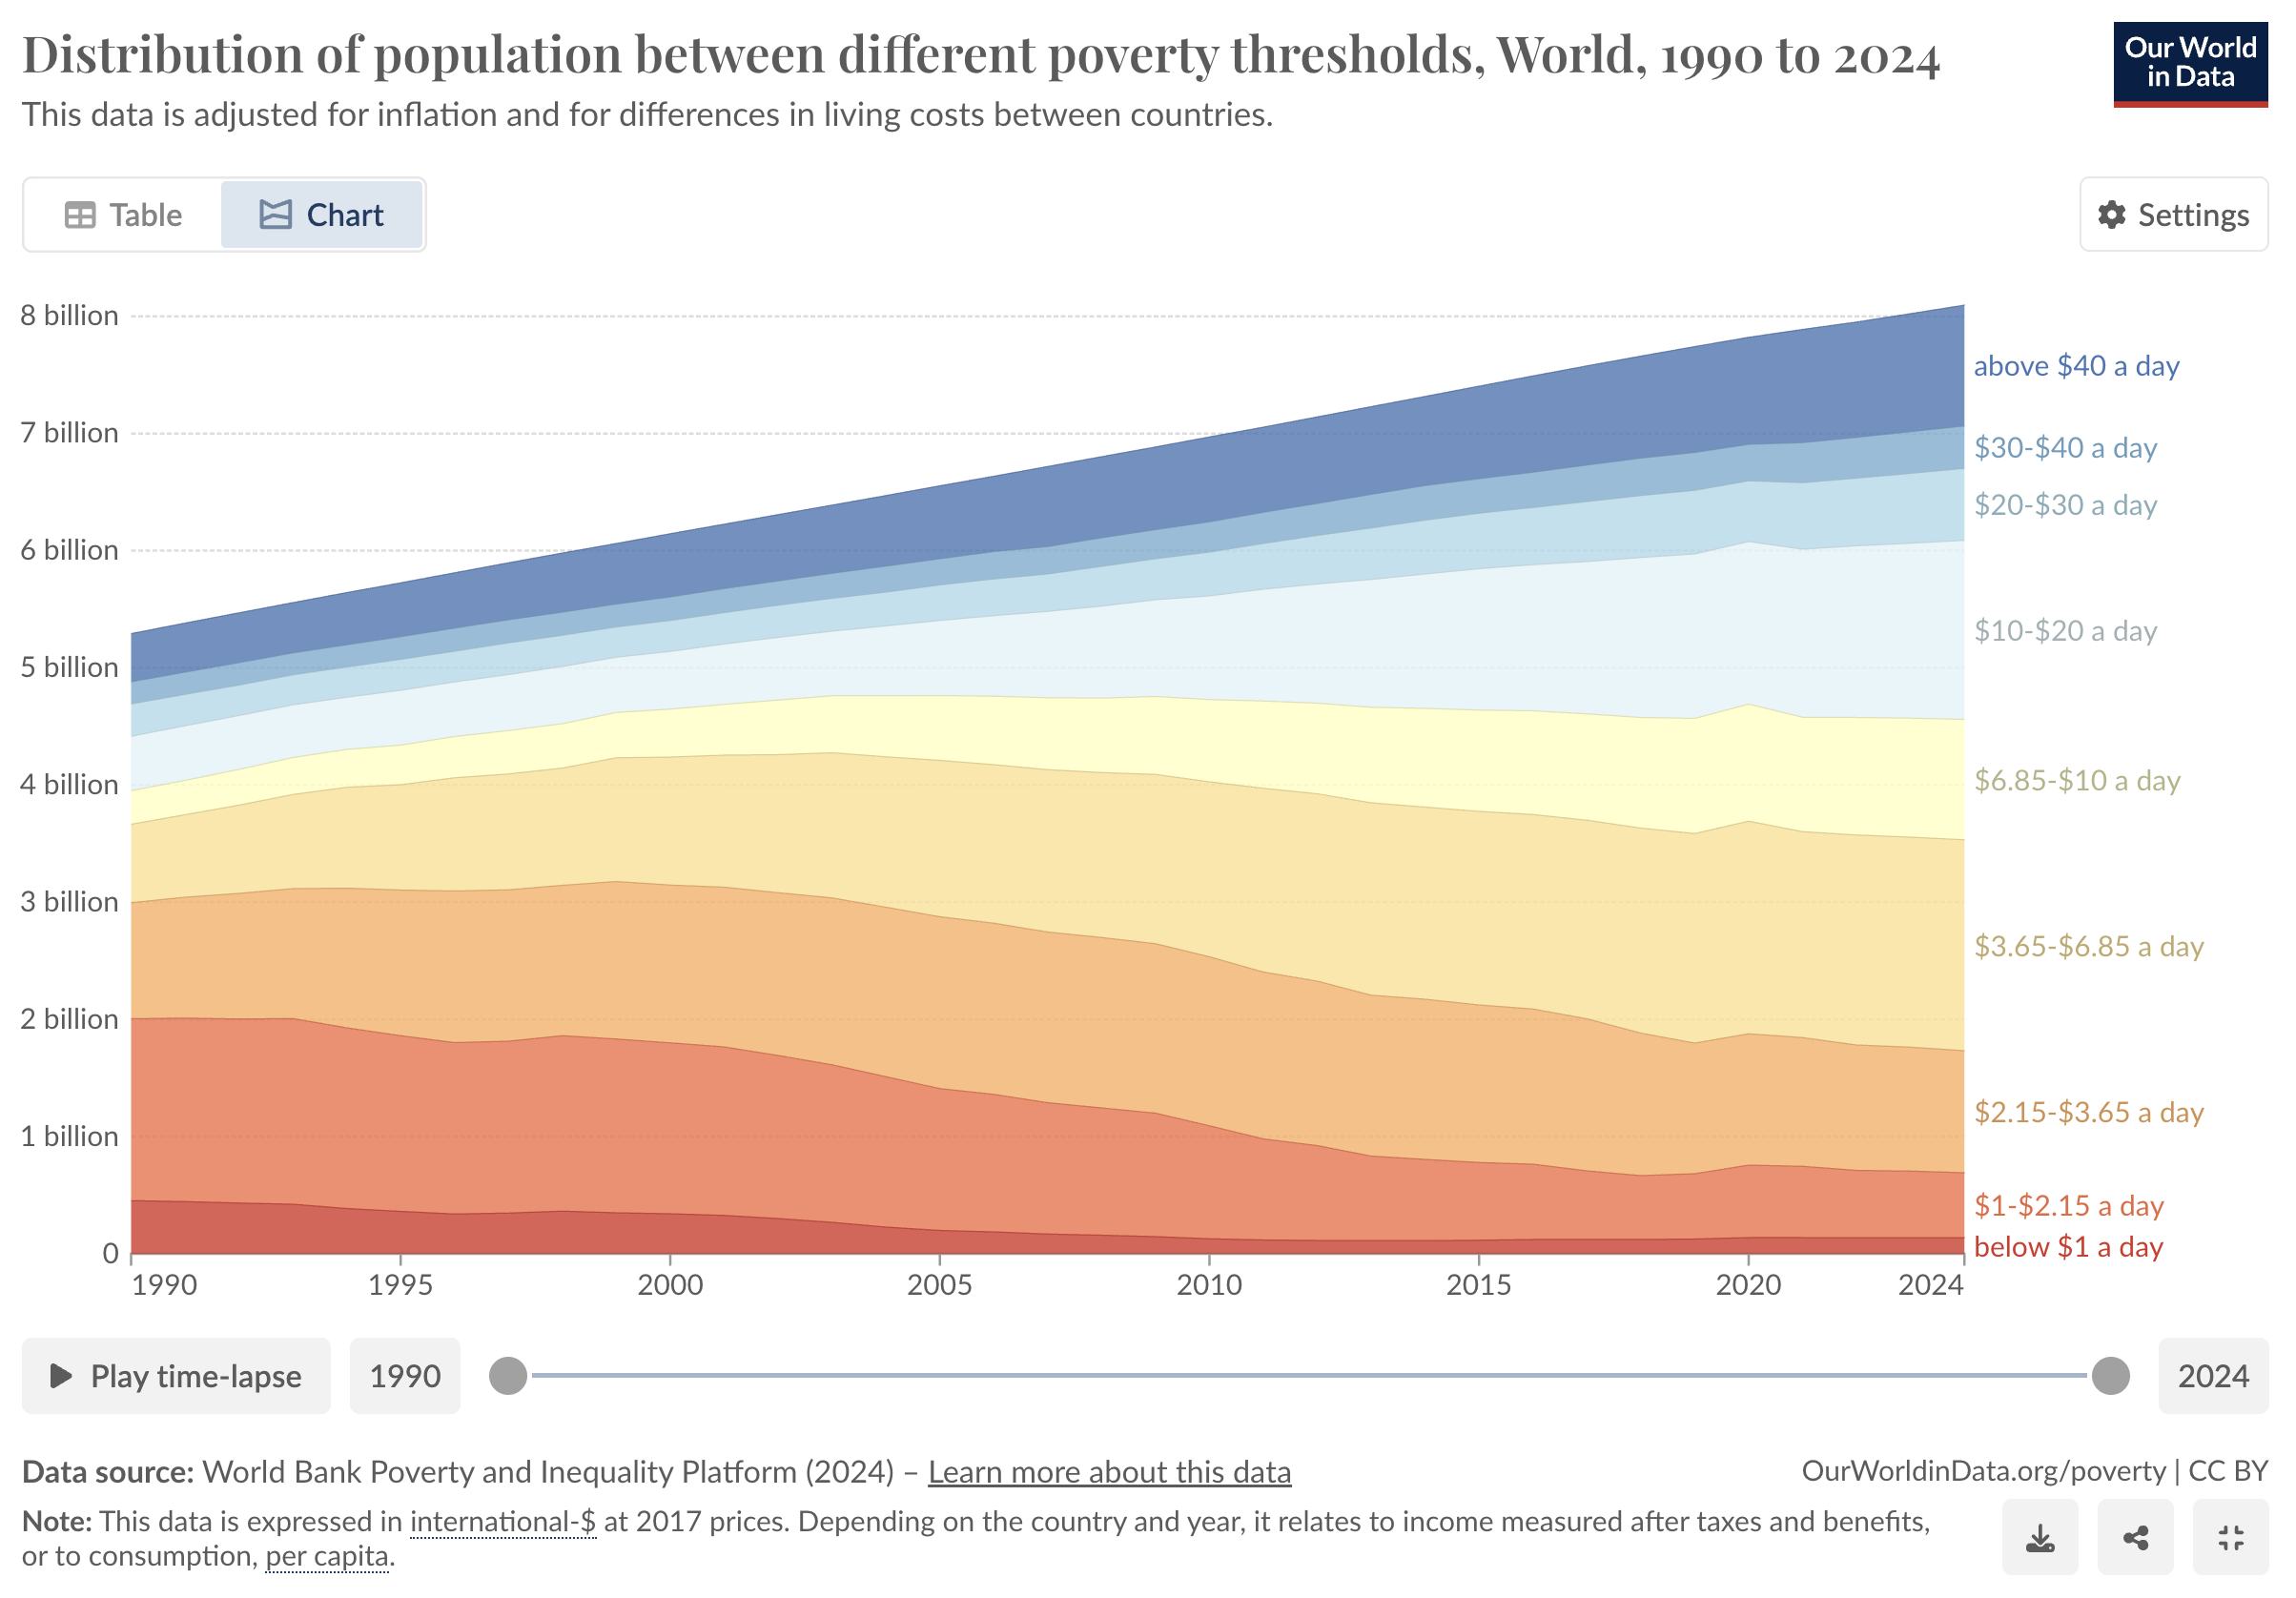 Distribution of population between different poverty thresholds, World, 1990 to 2024
This data is adjusted for inflation and for differences in living costs between countries.
Our World
in Data
Table
Chart
Settings
8 billion
7 billion
6 billion
5 billion
4 billion
3 billion
2 billion
1 billion
0
above $40 a day
$30-$40 a day
$20-$30 a day
$10-$20 a day
$6.85-$10 a day
$3.65-$6.85 a day
$2.15-$3.65 a day
$1-$2.15 a day
below $1 a day
1990
1995
2000
2005
2010
2015
2020
2024
Play time-lapse
1990
2024
Data source: World Bank Poverty and Inequality Platform (2024) – Learn more about this data
OurWorldinData.org/poverty | CC BY
Note: This data is expressed in international-$ at 2017 prices. Depending on the country and year, it relates to income measured after taxes and benefits,
or to consumption, per capita.